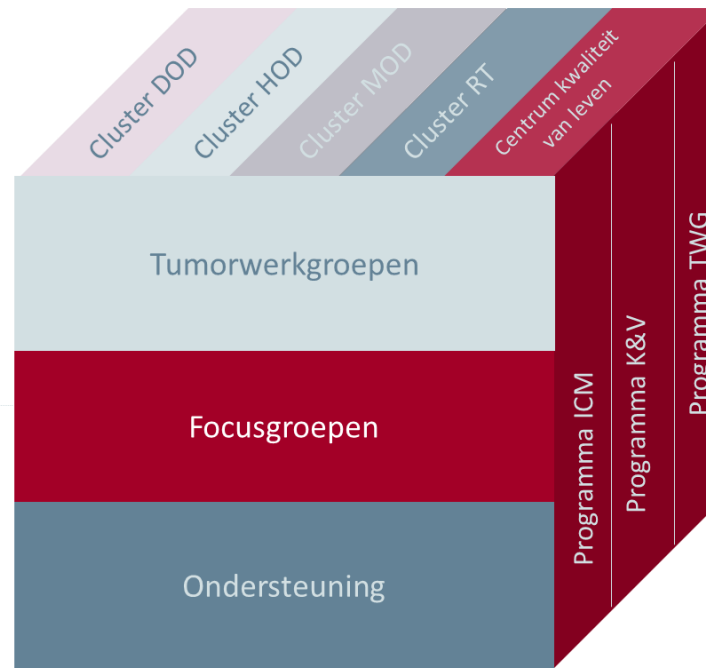 Cluster DOD
Cluster HOD
Cluster MOD
Cluster RT
Centrum kwaliteit
van leven
Tumorwerkgroepen
Focusgroepen
Ondersteuning
Programma ICM
Programma K&V
Programma TWG